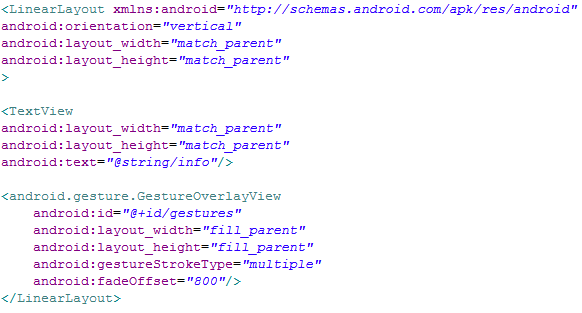 <LinearLayout xmlns:android="http://schemas.android.com/apk/res/android"
android:orientation="vertical"
android:layout_width="match_parent"
android:layout_height="match_parent"
>
<TextView
android:layout_width="match_parent"
android:layout_height="match_parent"
android:text="@string/info"/>
<android.gesture.GestureOverlayView
android:id="@+id/gestures"
android:layout_width="fill_parent"
android:layout_height="fill_parent"
android:gestureStrokeType="multiple"
android:fadeOffset="800"/>
</LinearLayout>